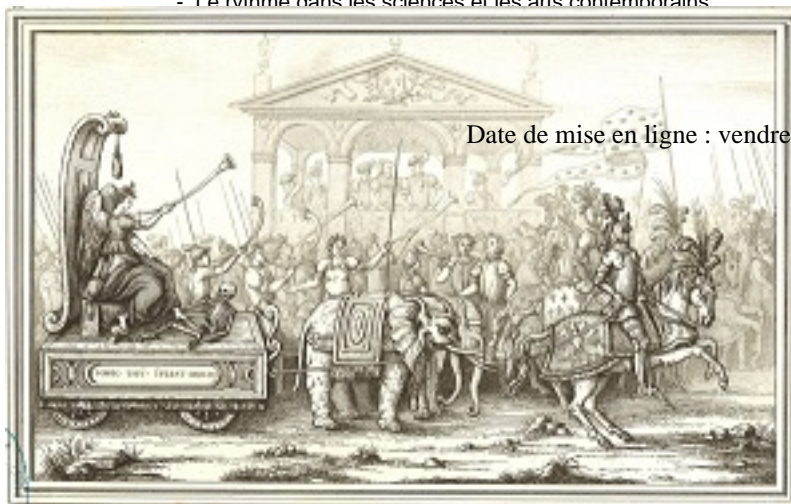 - Le rythme dans les sciences et les arts contemporains
Date de mise en ligne : vendre